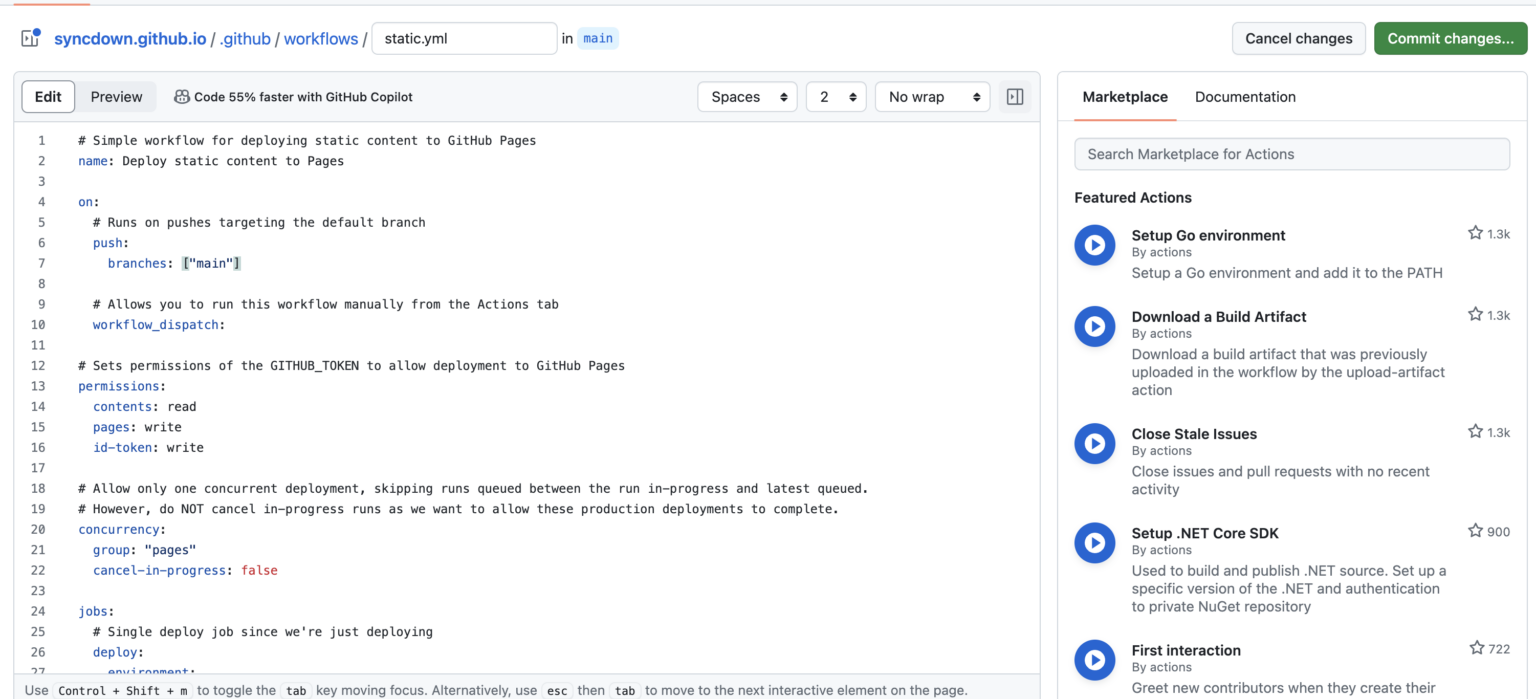 syncdown.github.io / .github / workflows / static.yml in main
Cancel changes
Commit changes...
Edit
Preview
Code 55% faster with GitHub Copilot
Spaces
2
No wrap
1 # Simple workflow for deploying static content to GitHub Pages
2 name: Deploy static content to Pages
3
4 on:
5 # Runs on pushes targeting the default branch
6 push:
7 branches: ["main"]
8
9 # Allows you to run this workflow manually from the Actions tab
10 workflow_dispatch:
11
12 # Sets permissions of the GITHUB_TOKEN to allow deployment to GitHub Pages
13 permissions:
14 contents: read
15 pages: write
16 id-token: write
17
18 # Allow only one concurrent deployment, skipping runs queued between the run in-progress and latest queued.
19 # However, do NOT cancel in-progress runs as we want to allow these production deployments to complete.
20 concurrency:
21 group: "pages"
22 cancel-in-progress: false
23
24 jobs:
25 # Single deploy job since we're just deploying
26 deploy:
27 environment:
Use Control + Shift + m to toggle the tab key moving focus. Alternatively, use esc then tab to move to the next interactive element on the page.
Marketplace
Documentation
Search Marketplace for Actions
Featured Actions
Setup Go environment
1.3k
By actions
Setup a Go environment and add it to the PATH
Download a Build Artifact
1.3k
By actions
Download a build artifact that was previously
uploaded in the workflow by the upload-artifact
action
Close Stale Issues
1.3k
By actions
Close issues and pull requests with no recent
activity
Setup .NET Core SDK
900
By actions
Used to build and publish .NET source. Set up a
specific version of the .NET and authentication
to private NuGet repository
First interaction
722
By actions
Greet new contributors when they create their